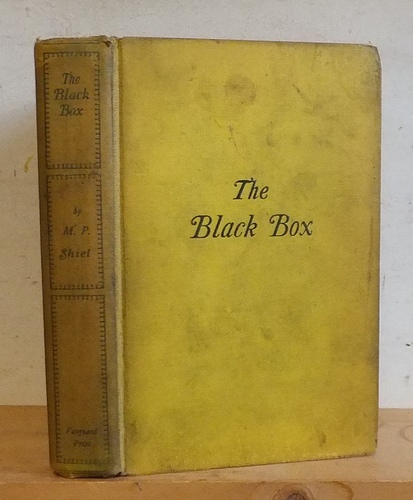 The
Black
Box
by
M. P.
Shiel
Vanguard
Press
The
Black Box